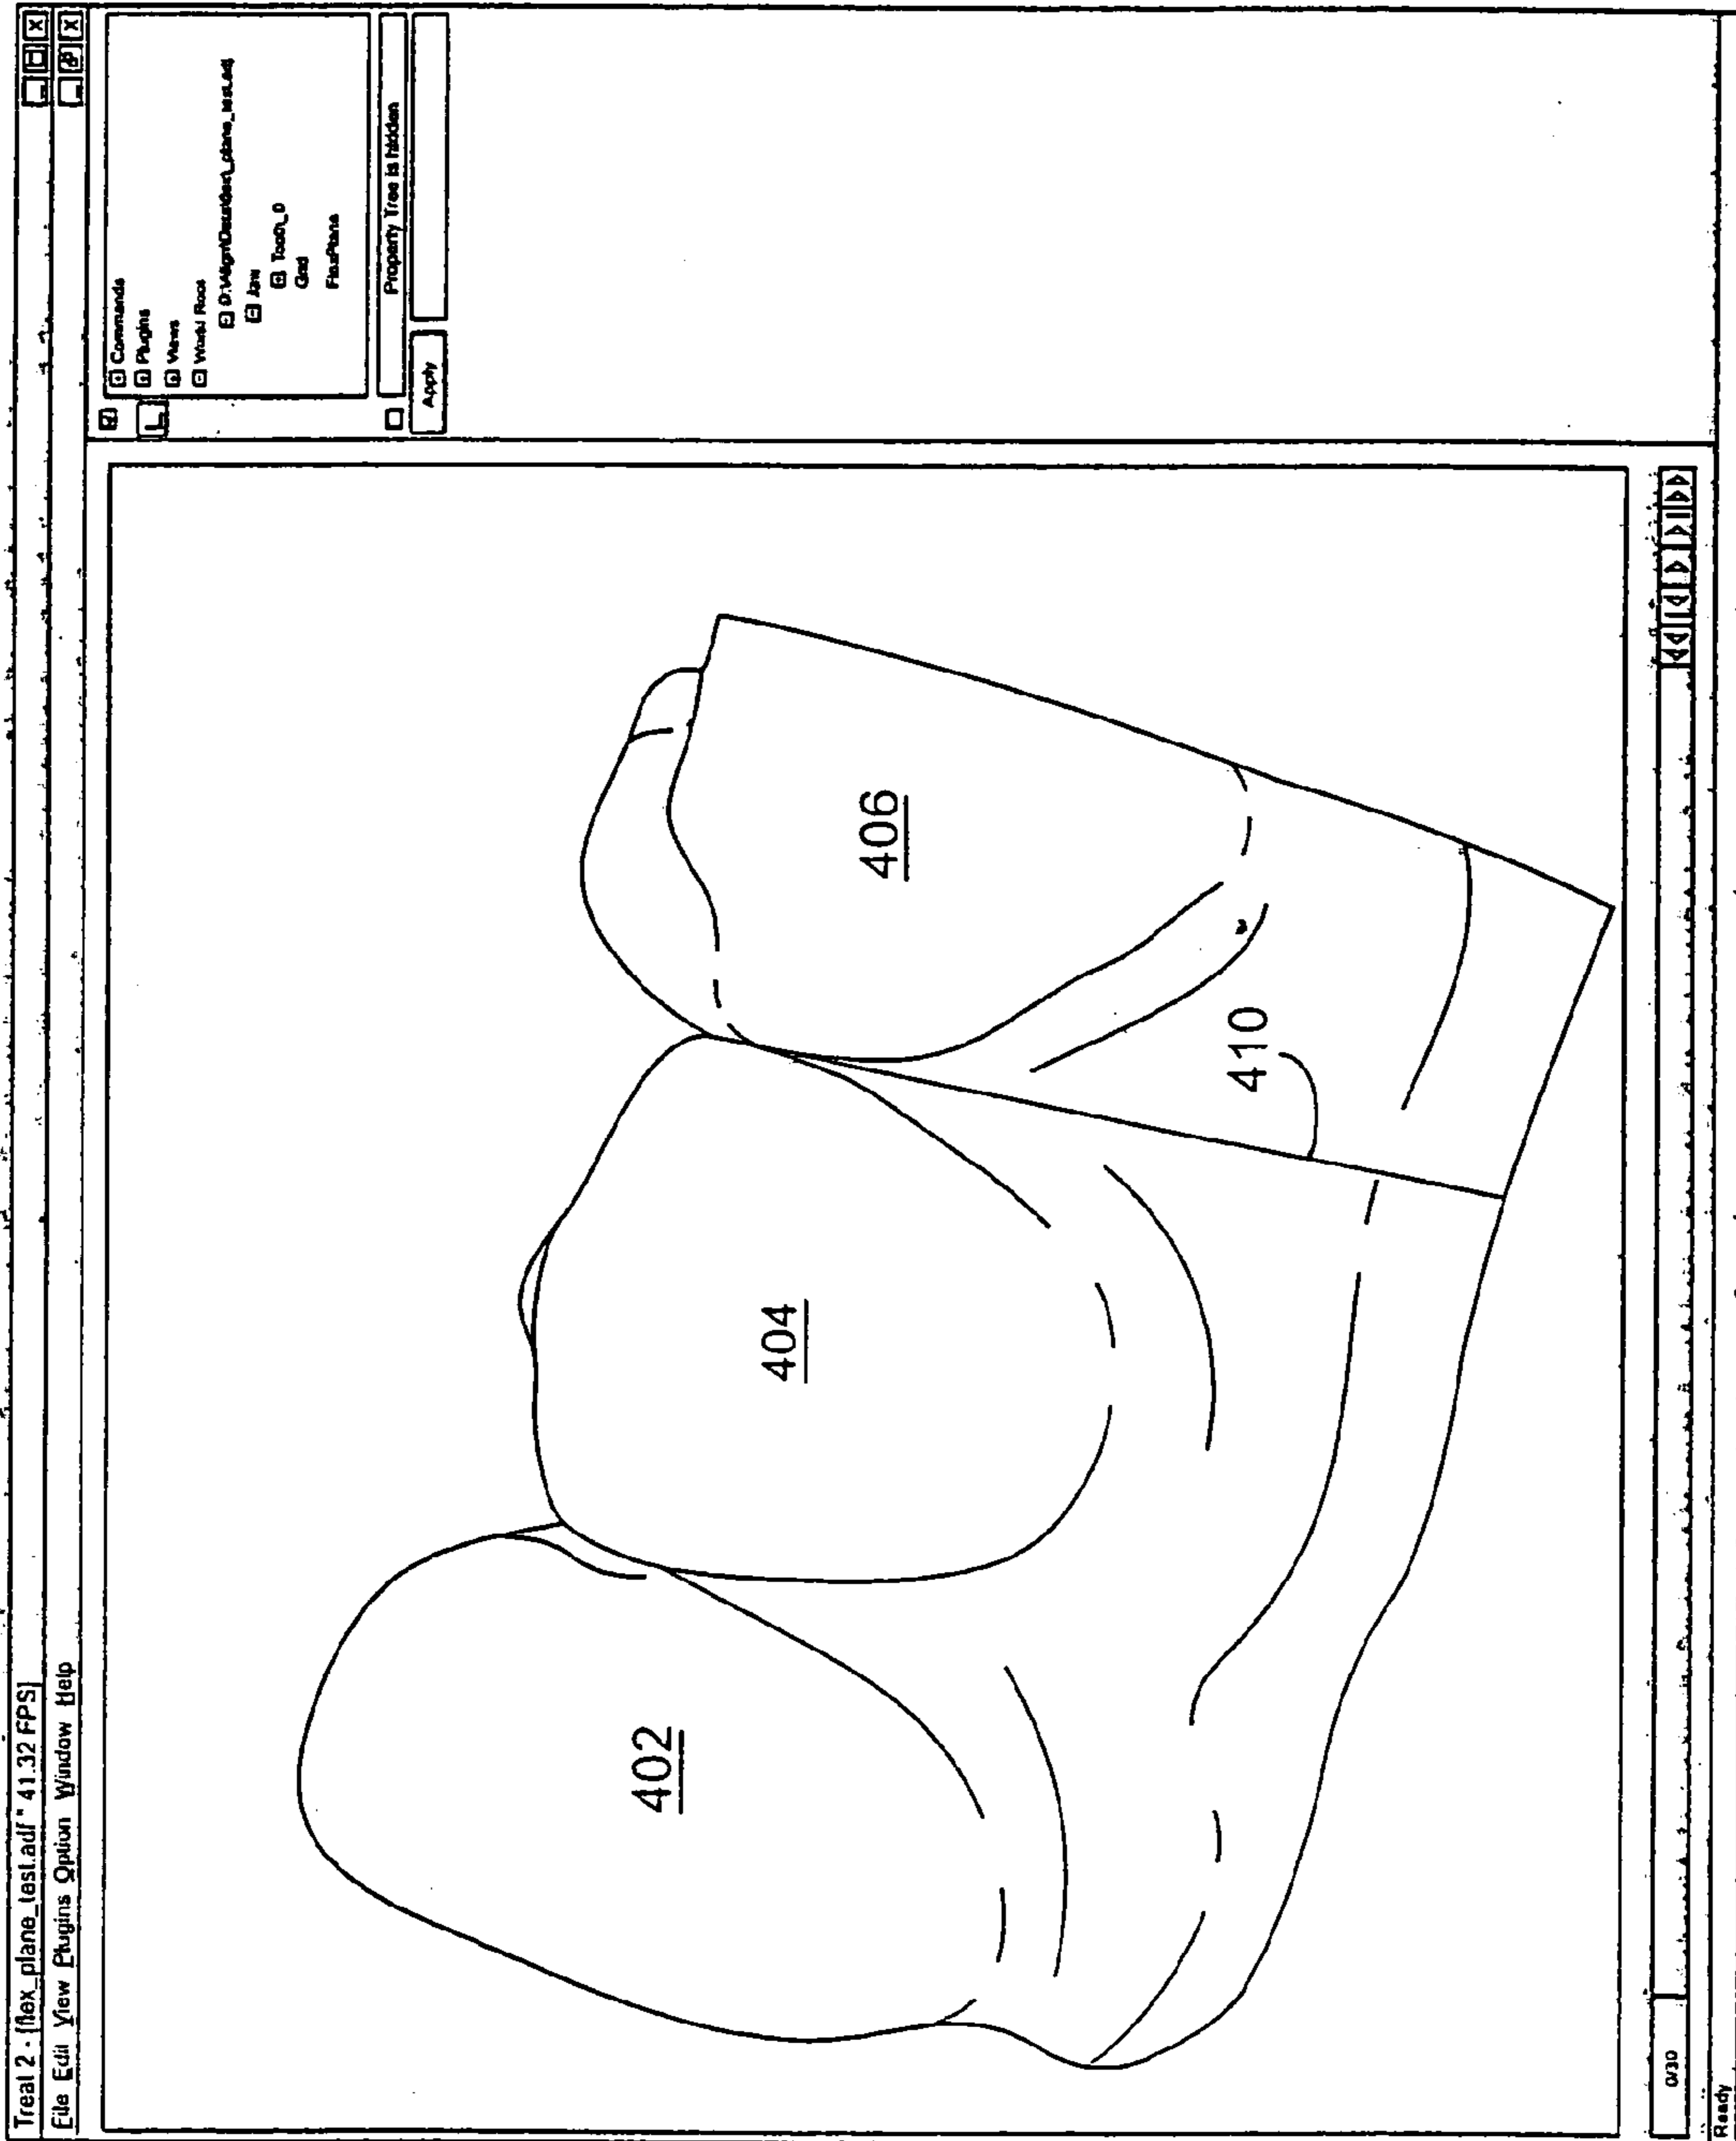 Treat 2 - [flex_plane_test.adf * 41.32 FPS]
File Edit View Plugins Option Window Help
Commands
Plugins
Views
World Root
Jaw
Tooth_0
Grid
FlexPlane
Property Tree is hidden
Apply
402
404
406
410
0/30
Ready